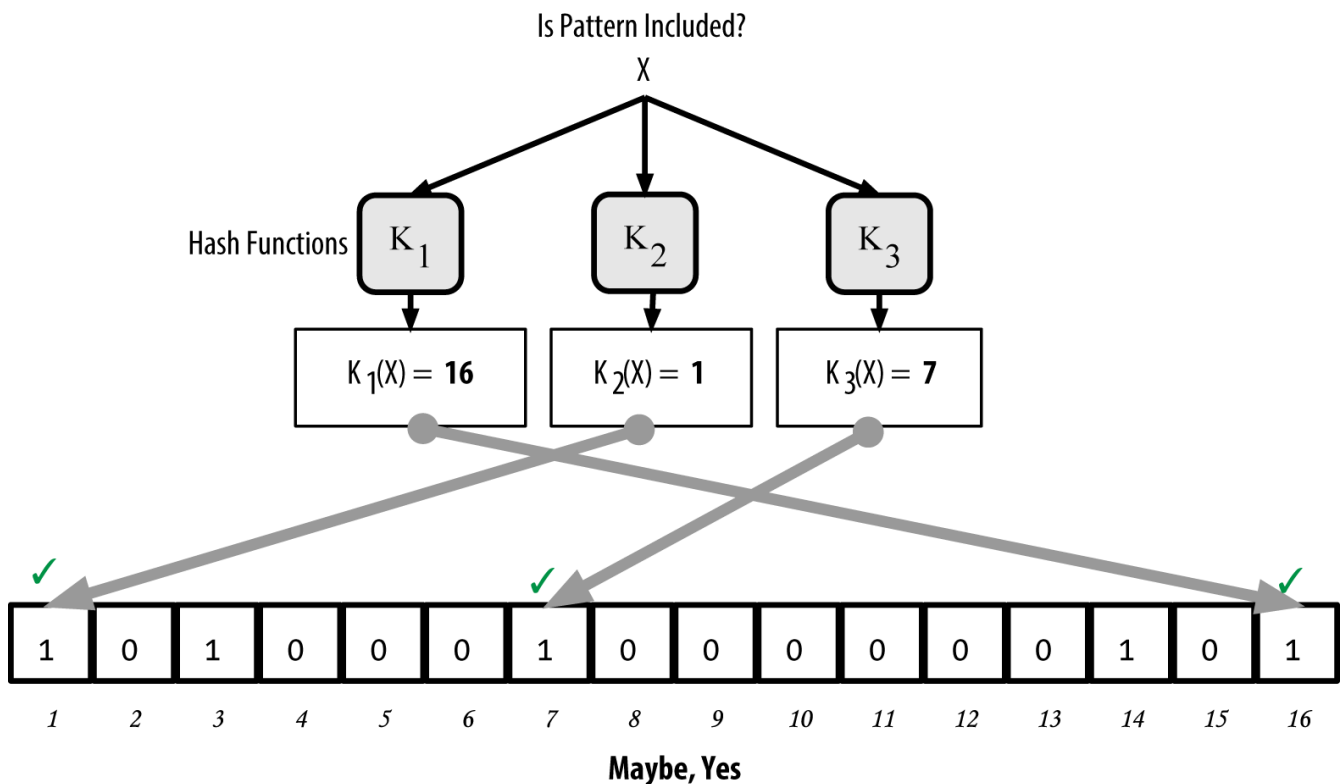 Is Pattern Included?
X
Hash Functions
K1 K2 K3
K1(X) = 16 K2(X) = 1 K3(X) = 7
✓ ✓ ✓
1 0 1 0 0 0 1 0 0 0 0 0 0 1 0 1
1 2 3 4 5 6 7 8 9 10 11 12 13 14 15 16
Maybe, Yes